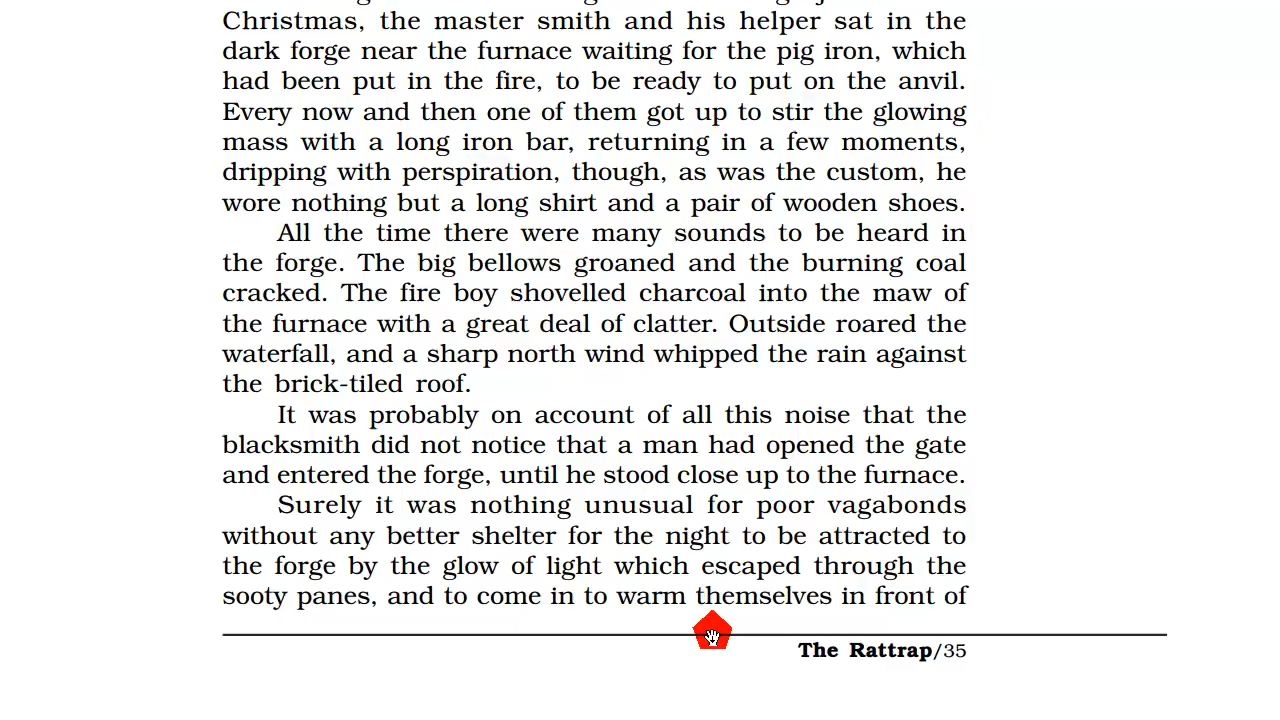 Christmas, the master smith and his helper sat in the
dark forge near the furnace waiting for the pig iron, which
had been put in the fire, to be ready to put on the anvil.
Every now and then one of them got up to stir the glowing
mass with a long iron bar, returning in a few moments,
dripping with perspiration, though, as was the custom, he
wore nothing but a long shirt and a pair of wooden shoes.
All the time there were many sounds to be heard in
the forge. The big bellows groaned and the burning coal
cracked. The fire boy shovelled charcoal into the maw of
the furnace with a great deal of clatter. Outside roared the
waterfall, and a sharp north wind whipped the rain against
the brick-tiled roof.
It was probably on account of all this noise that the
blacksmith did not notice that a man had opened the gate
and entered the forge, until he stood close up to the furnace.
Surely it was nothing unusual for poor vagabonds
without any better shelter for the night to be attracted to
the forge by the glow of light which escaped through the
sooty panes, and to come in to warm themselves in front of
The Rattrap/35